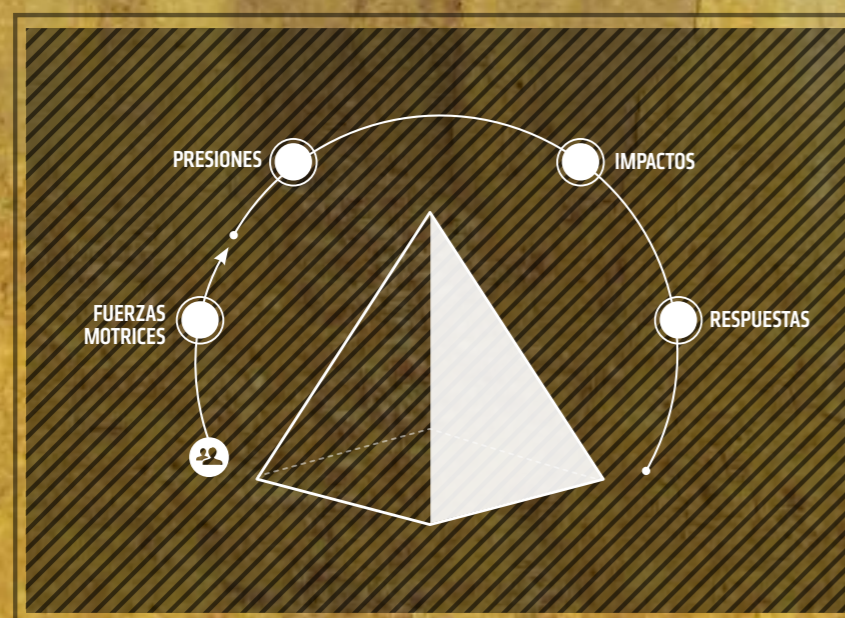 PRESIONES
IMPACTOS
FUERZAS
MOTRICES
RESPUESTAS